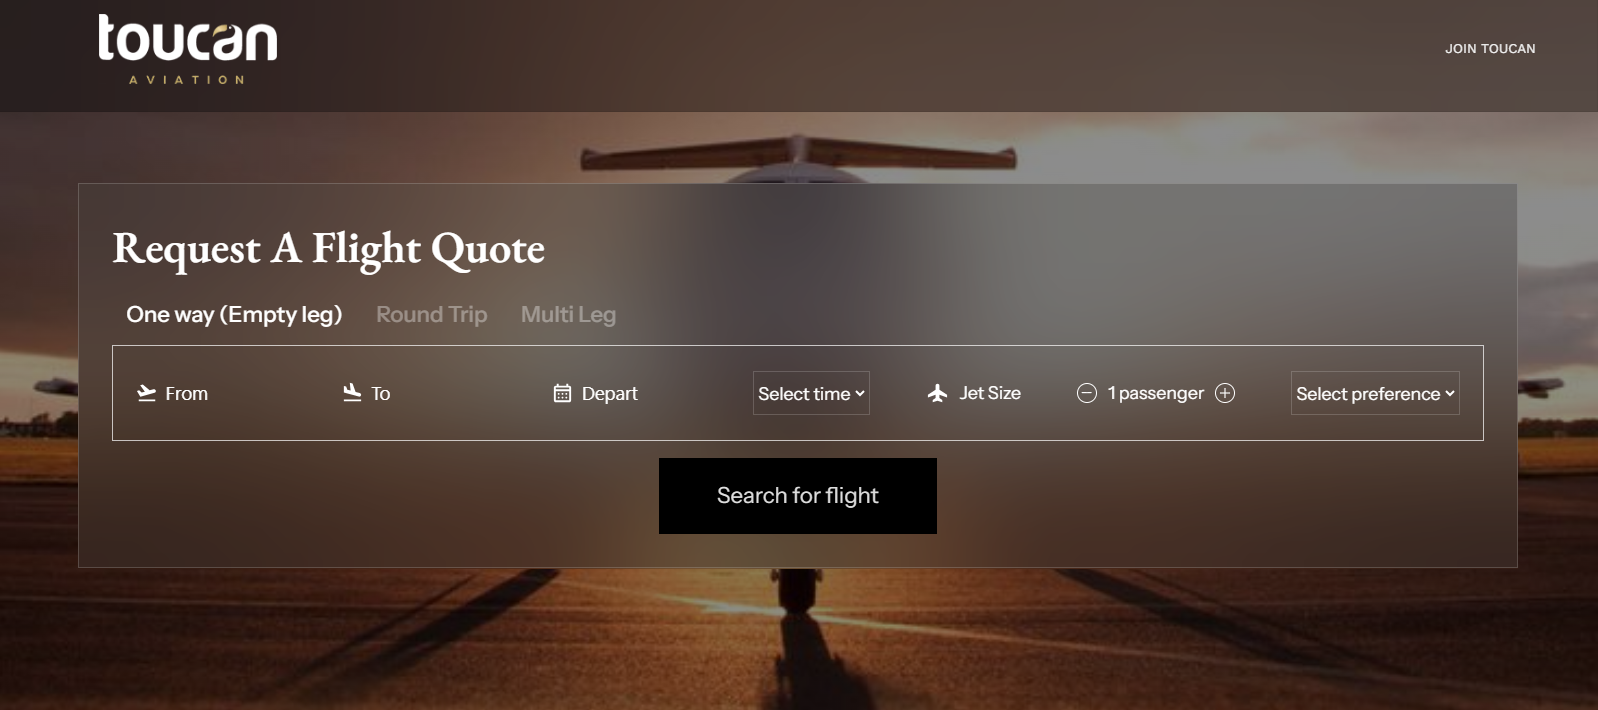 toucan
AVIATION
JOIN TOUCAN
Request A Flight Quote
One way (Empty leg) Round Trip Multi Leg
From To Depart Select time Jet Size 1 passenger Select preference
Search for flight